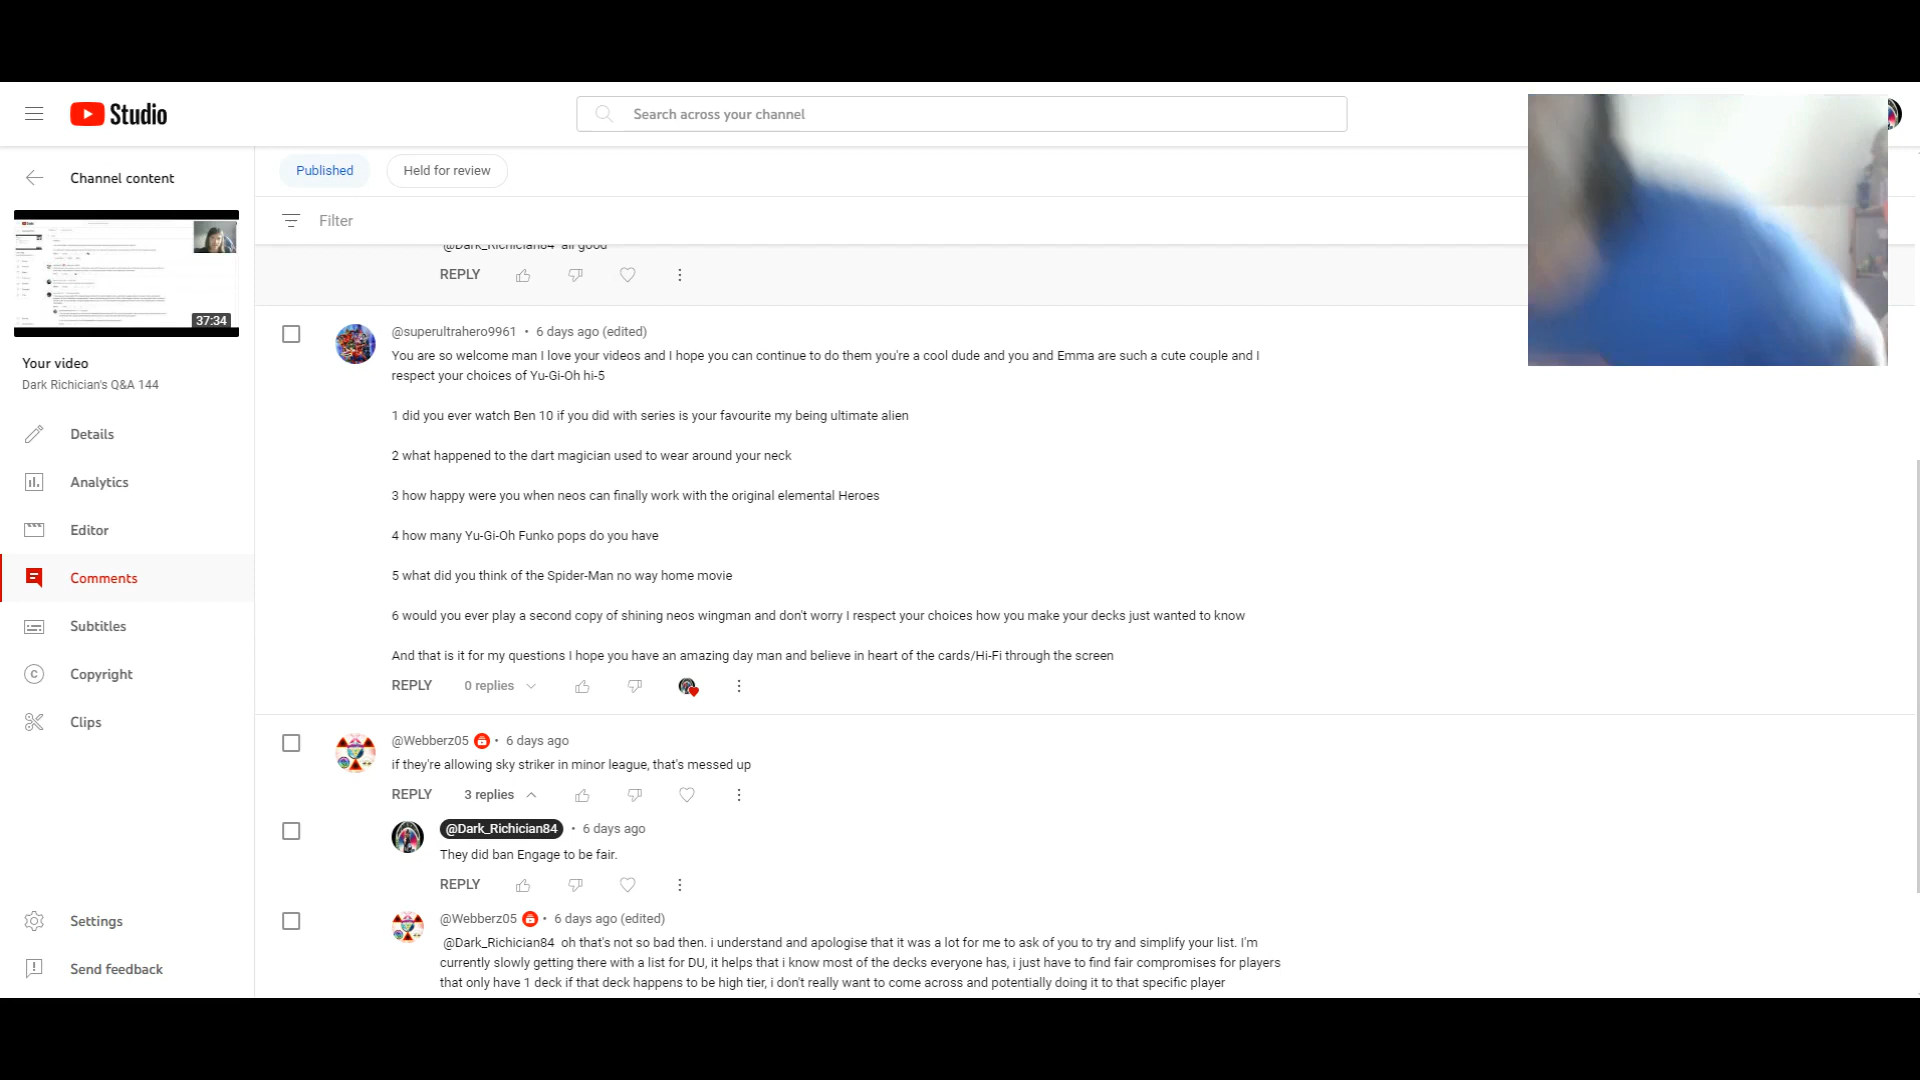 Studio
Search across your channel
Channel content
37:34
Your video
Dark Richician's Q&A 144
Details
Analytics
Editor
Comments
Subtitles
Copyright
Clips
Settings
Send feedback
Published
Held for review
Filter
@Dark_Richician84 all good
REPLY
@superultrahero9961 • 6 days ago (edited)
You are so welcome man I love your videos and I hope you can continue to do them you're a cool dude and you and Emma are such a cute couple and I
respect your choices of Yu-Gi-Oh hi-5
1 did you ever watch Ben 10 if you did with series is your favourite my being ultimate alien
2 what happened to the dart magician used to wear around your neck
3 how happy were you when neos can finally work with the original elemental Heroes
4 how many Yu-Gi-Oh Funko pops do you have
5 what did you think of the Spider-Man no way home movie
6 would you ever play a second copy of shining neos wingman and don't worry I respect your choices how you make your decks just wanted to know
And that is it for my questions I hope you have an amazing day man and believe in heart of the cards/Hi-Fi through the screen
REPLY 0 replies
@Webberz05 • 6 days ago
if they're allowing sky striker in minor league, that's messed up
REPLY 3 replies
@Dark_Richician84 • 6 days ago
They did ban Engage to be fair.
REPLY
@Webberz05 • 6 days ago (edited)
@Dark_Richician84 oh that's not so bad then. i understand and apologise that it was a lot for me to ask of you to try and simplify your list. I'm
currently slowly getting there with a list for DU, it helps that i know most of the decks everyone has, i just have to find fair compromises for players
that only have 1 deck if that deck happens to be high tier, i don't really want to come across and potentially doing it to that specific player